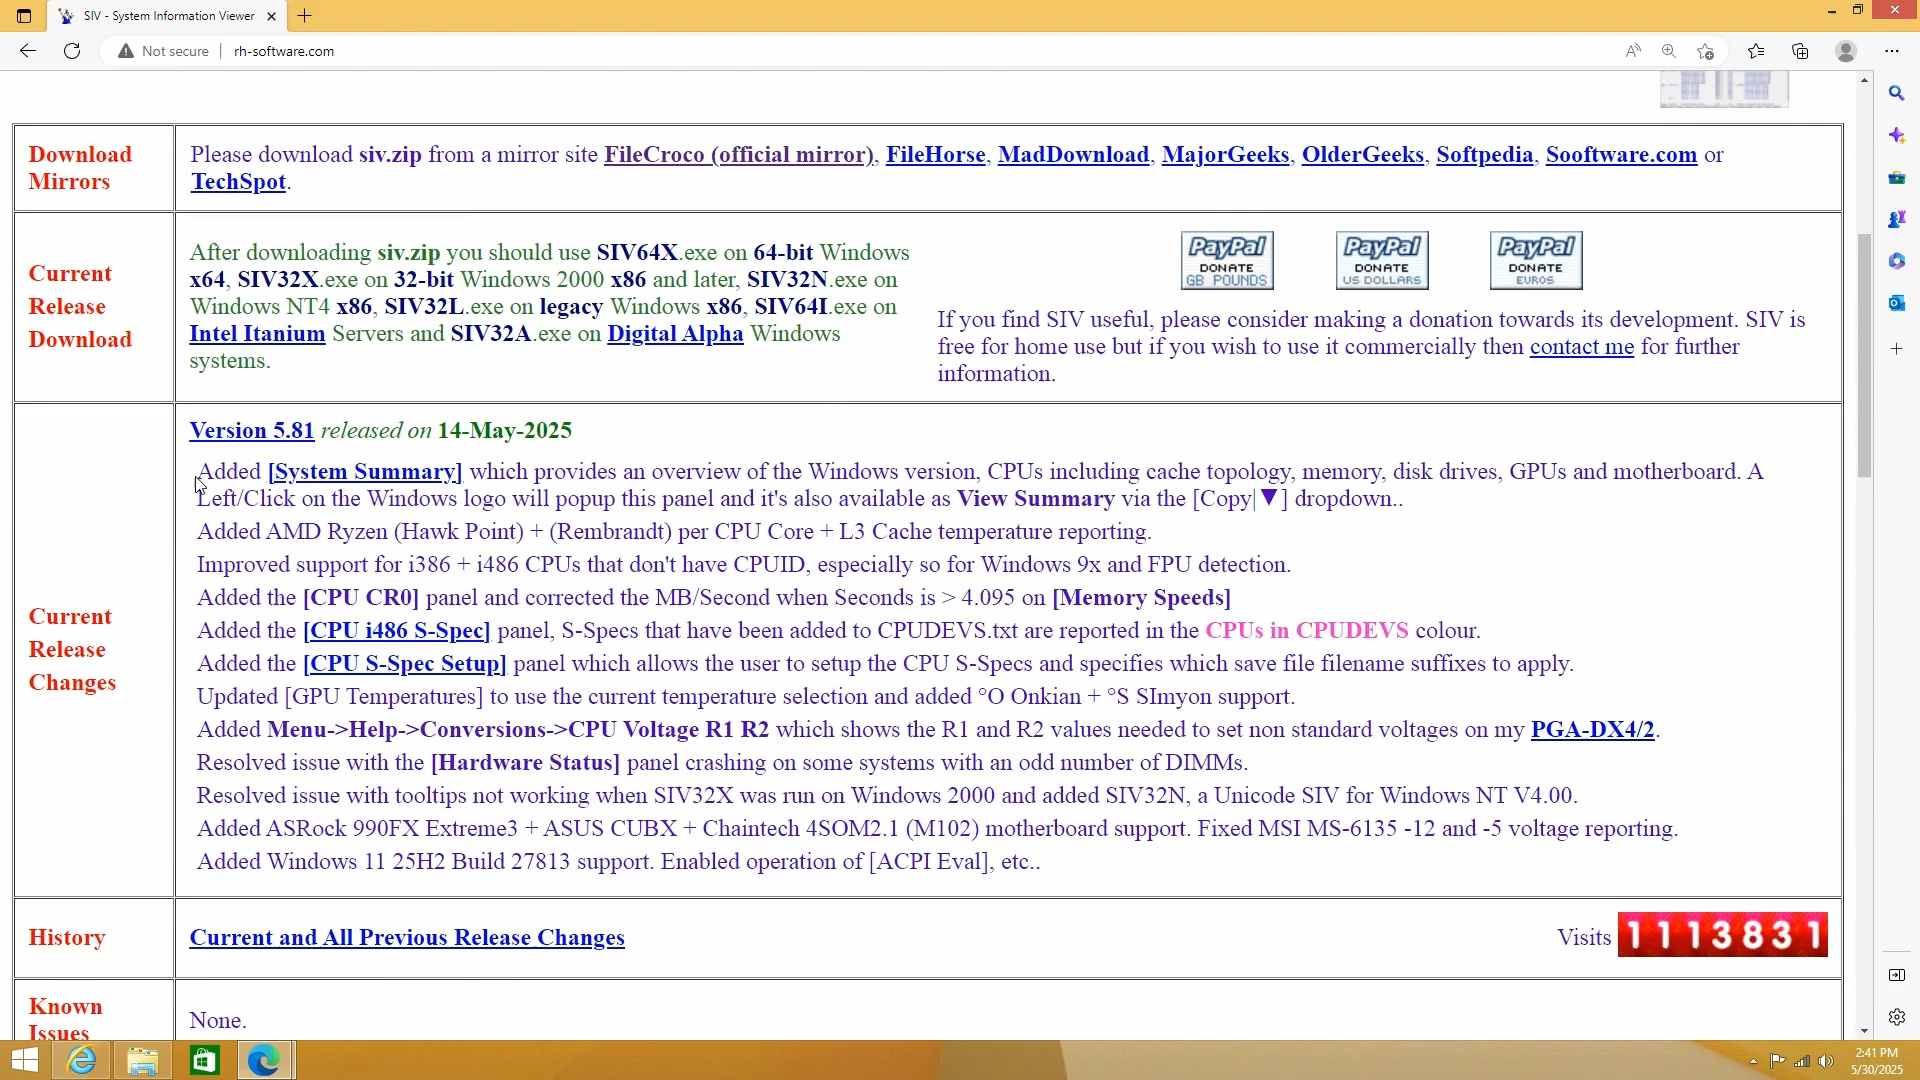 SIV - System Information Viewer
Not secure
rh-software.com
Download Mirrors
Please download siv.zip from a mirror site FileCroco (official mirror), FileHorse, MadDownload, MajorGeeks, OlderGeeks, Softpedia, Sooftware.com or
TechSpot.
Current
Release
Download
After downloading siv.zip you should use SIV64X.exe on 64-bit Windows
x64, SIV32X.exe on 32-bit Windows 2000 x86 and later, SIV32N.exe on
Windows NT4 x86, SIV32L.exe on legacy Windows x86, SIV64I.exe on
Intel Itanium Servers and SIV32A.exe on Digital Alpha Windows
systems.
PayPal
DONATE
GB POUNDS
PayPal
DONATE
US DOLLARS
PayPal
DONATE
EUROS
If you find SIV useful, please consider making a donation towards its development. SIV is
free for home use but if you wish to use it commercially then contact me for further
information.
Current
Release
Changes
Version 5.81 released on 14-May-2025
Added [System Summary] which provides an overview of the Windows version, CPUs including cache topology, memory, disk drives, GPUs and motherboard. A
Left/Click on the Windows logo will popup this panel and it's also available as View Summary via the [Copy|▼] dropdown..
Added AMD Ryzen (Hawk Point) + (Rembrandt) per CPU Core + L3 Cache temperature reporting.
Improved support for i386 + i486 CPUs that don't have CPUID, especially so for Windows 9x and FPU detection.
Added the [CPU CR0] panel and corrected the MB/Second when Seconds is > 4.095 on [Memory Speeds]
Added the [CPU i486 S-Spec] panel, S-Specs that have been added to CPUDEVS.txt are reported in the CPUs in CPUDEVS colour.
Added the [CPU S-Spec Setup] panel which allows the user to setup the CPU S-Specs and specifies which save file filename suffixes to apply.
Updated [GPU Temperatures] to use the current temperature selection and added °O Onkian + °S SImyon support.
Added Menu->Help->Conversions->CPU Voltage R1 R2 which shows the R1 and R2 values needed to set non standard voltages on my PGA-DX4/2.
Resolved issue with the [Hardware Status] panel crashing on some systems with an odd number of DIMMs.
Resolved issue with tooltips not working when SIV32X was run on Windows 2000 and added SIV32N, a Unicode SIV for Windows NT V4.00.
Added ASRock 990FX Extreme3 + ASUS CUBX + Chaintech 4SOM2.1 (M102) motherboard support. Fixed MSI MS-6135 -12 and -5 voltage reporting.
Added Windows 11 25H2 Build 27813 support. Enabled operation of [ACPI Eval], etc..
History
Current and All Previous Release Changes
Visits 1113831
Known
Issues
None.
2:41 PM
5/30/2025